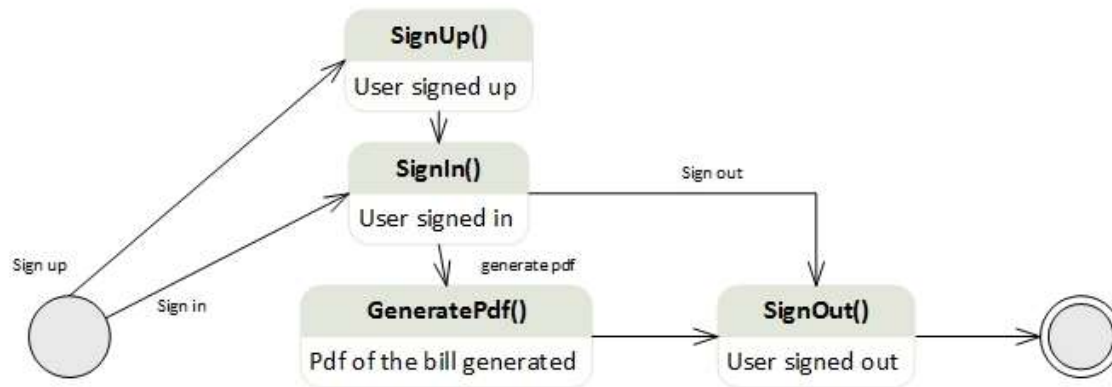 SignUp()
User signed up
SignIn()
Sign out
User signed in
Sign up
generate pdf
Sign in
GeneratePdf()
SignOut()
Pdf of the bill generated
User signed out